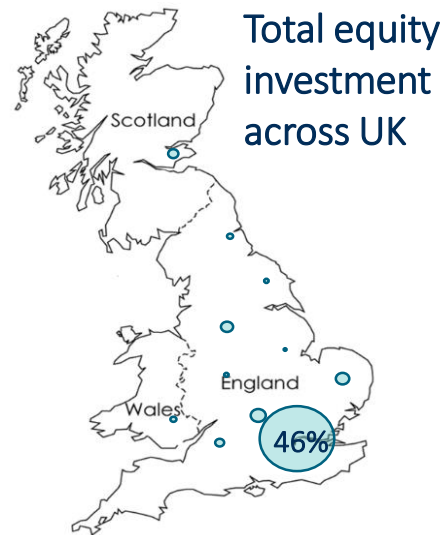 Total equity
investment
across UK
Scotland
England
Wales
46%